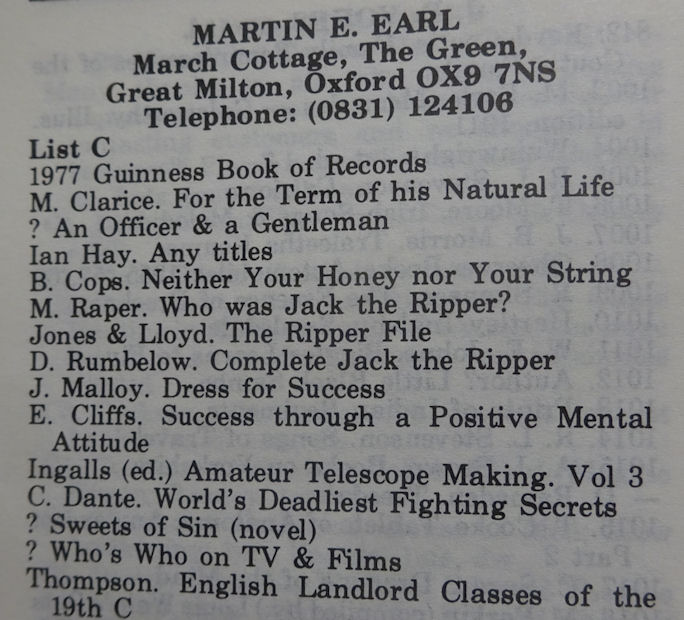 MARTIN E. EARL
March Cottage, The Green,
Great Milton, Oxford OX9 7NS
Telephone: (0831) 124106
List C
1977 Guinness Book of Records
M. Clarice. For the Term of his Natural Life
? An Officer & a Gentleman
Ian Hay. Any titles
B. Cops. Neither Your Honey nor Your String
M. Raper. Who was Jack the Ripper?
Jones & Lloyd. The Ripper File
D. Rumbelow. Complete Jack the Ripper
J. Malloy. Dress for Success
E. Cliffs. Success through a Positive Mental
Attitude
Ingalls (ed.) Amateur Telescope Making. Vol 3
C. Dante. World's Deadliest Fighting Secrets
? Sweets of Sin (novel)
? Who's Who on TV & Films
Thompson. English Landlord Classes of the
19th C